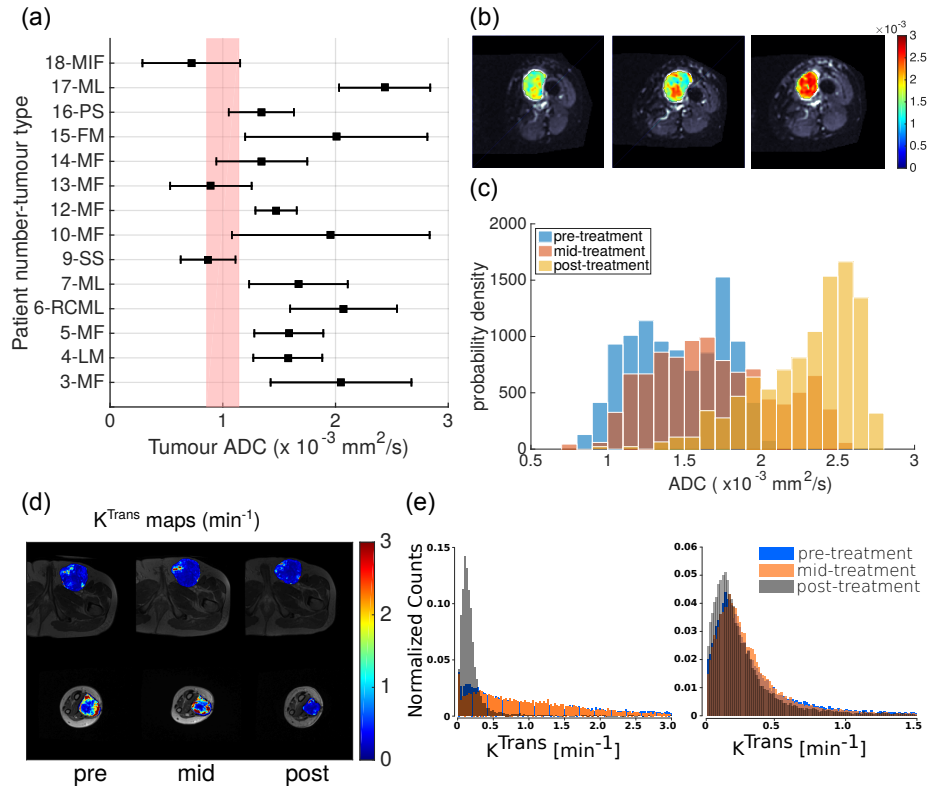 (a)
Patient number-tumour type
18-MIF
17-ML
16-PS
15-FM
14-MF
13-MF
12-MF
10-MF
9-SS
7-ML
6-RCML
5-MF
4-LM
3-MF
0 1 2 3
Tumour ADC (x 10-3 mm2/s)
(b)
×10-3
3
2.5
2
1.5
1
0.5
0
(c)
pre-treatment
mid-treatment
post-treatment
probability density
2000
1500
1000
500
0
0.5 1 1.5 2 2.5 3
ADC ( x10-3 mm2/s)
(d)
KTrans maps (min-1)
3
2
1
0
pre mid post
(e)
Normalized Counts
0.15
0.10
0.05
0
0 0.5 1.0 1.5 2.0 2.5 3.0
KTrans [min-1]
pre-treatment
mid-treatment
post-treatment
0.06
0.05
0.04
0.03
0.02
0.01
0
0 0.5 1.0 1.5
KTrans [min-1]